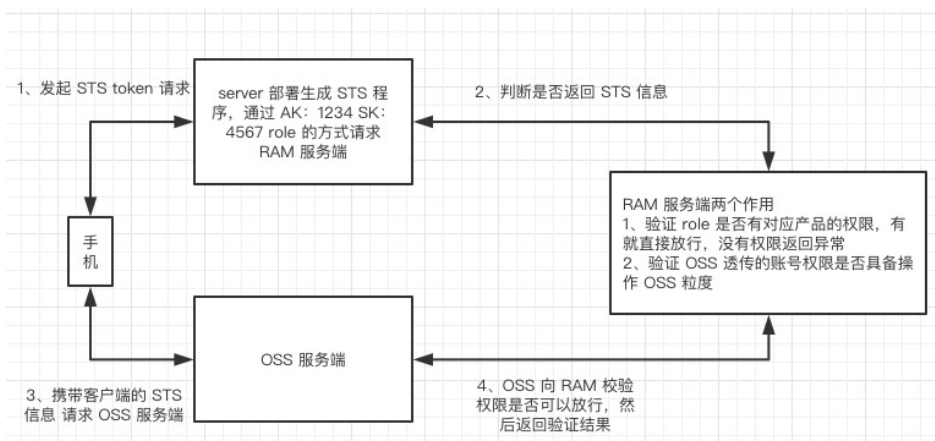 1、发起 STS token 请求
server 部署生成 STS 程
序，通过 AK：1234 SK：
4567 role 的方式请求
RAM 服务端
2、判断是否返回 STS 信息
手
机
RAM 服务端两个作用
1、验证 role 是否有对应产品的权限，有
就直接放行，没有权限返回异常
2、验证 OSS 透传的账号权限是否具备操
作 OSS 粒度
OSS 服务端
3、携带客户端的 STS
信息 请求 OSS 服务端
4、OSS 向 RAM 校验
权限是否可以放行，然
后返回验证结果